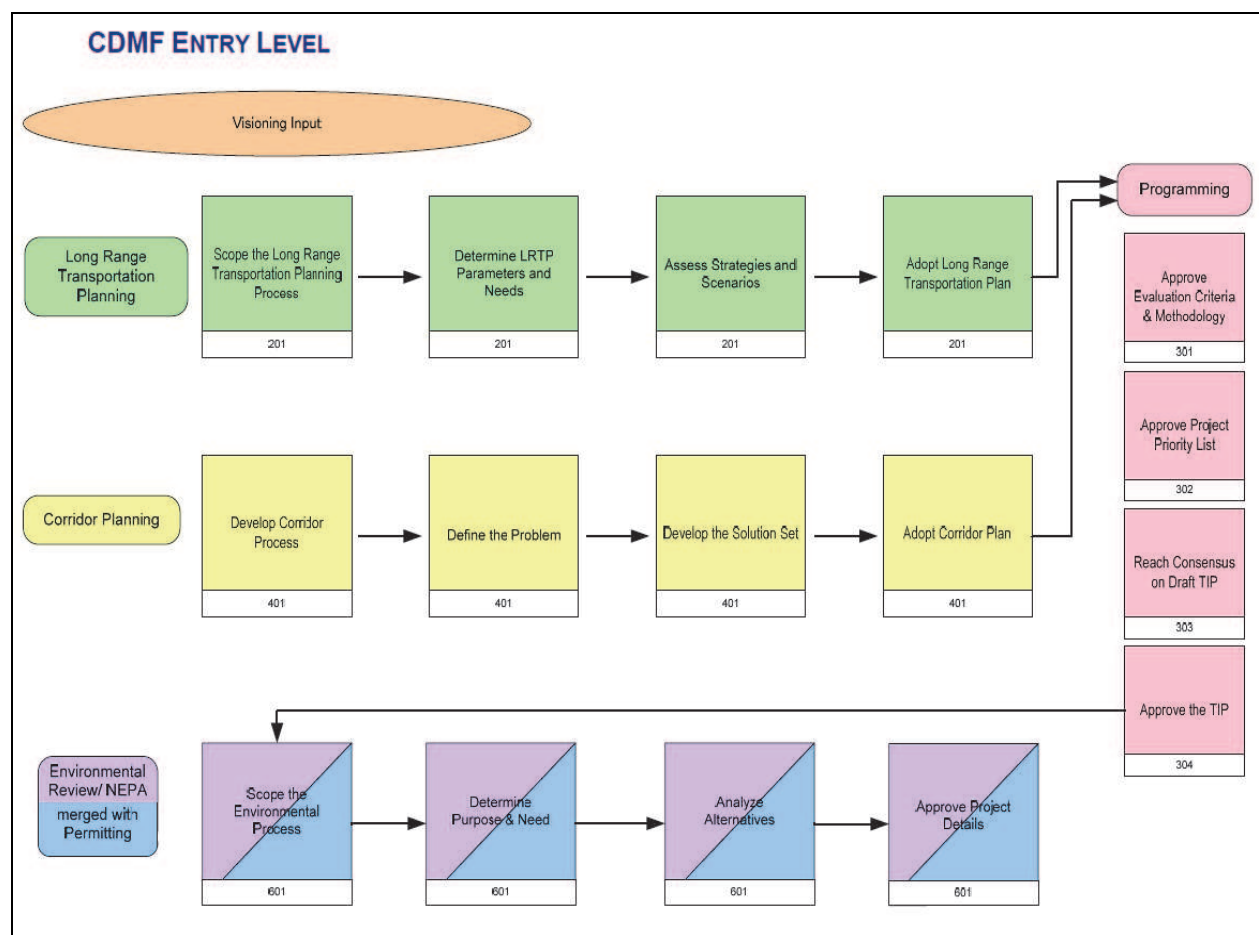 CDMF ENTRY LEVEL
Visioning Input
Programming
Long Range
Transportation
Planning
Scope the Long Range
Transportation Planning
Process
201
Determine LRTP
Parameters and
Needs
201
Assess Strategies and
Scenarios
201
Adopt Long Range
Transportation Plan
201
Approve
Evaluation Criteria
& Methodology
301
Approve Project
Priority List
302
Corridor Planning
Develop Corridor
Process
401
Define the Problem
401
Develop the Solution Set
401
Adopt Corridor Plan
401
Reach Consensus
on Draft TIP
303
Approve the TIP
304
Environmental
Review/ NEPA
merged with
Permitting
Scope the
Environmental
Process
601
Determine
Purpose & Need
601
Analyze
Alternatives
601
Approve Project
Details
601